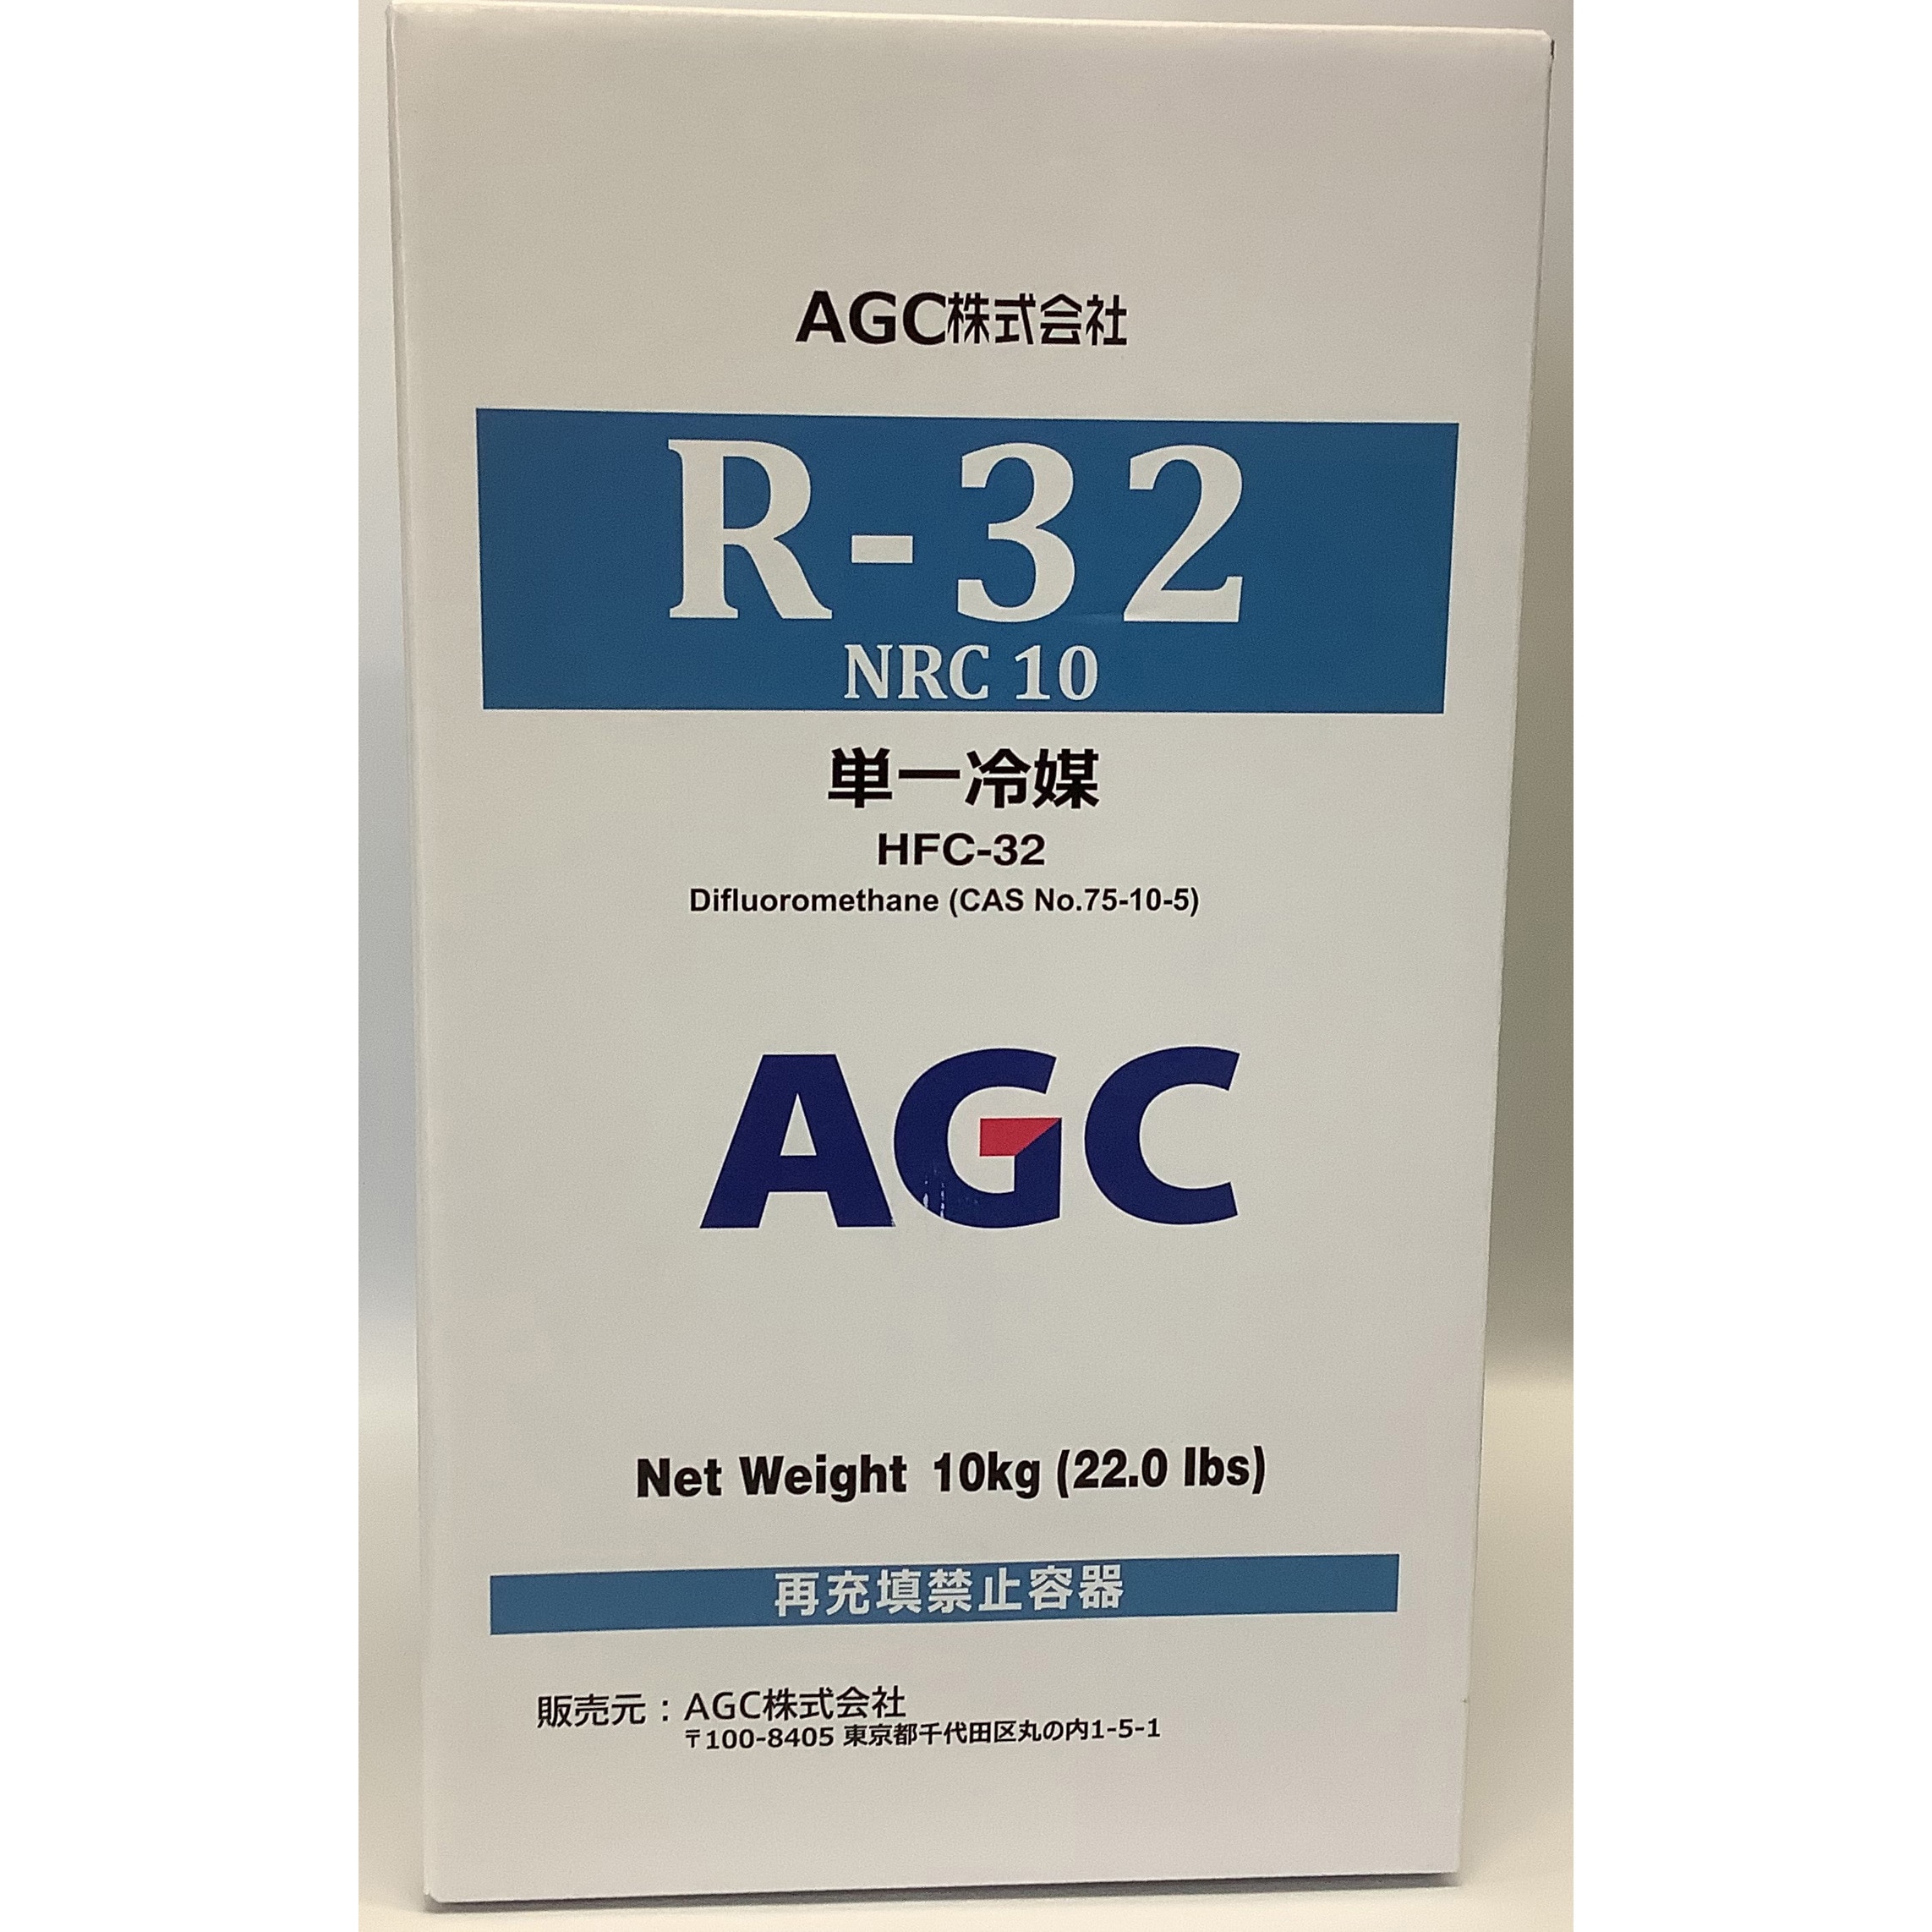 AGC株式会社
R-32
NRC 10
単一冷媒
HFC-32
Difluoromethane (CAS No.75-10-5)
AGC
Net Weight 10kg (22.0 lbs)
再充填禁止容器
販売元：AGC株式会社
〒100-8405 東京都千代田区丸の内1-5-1